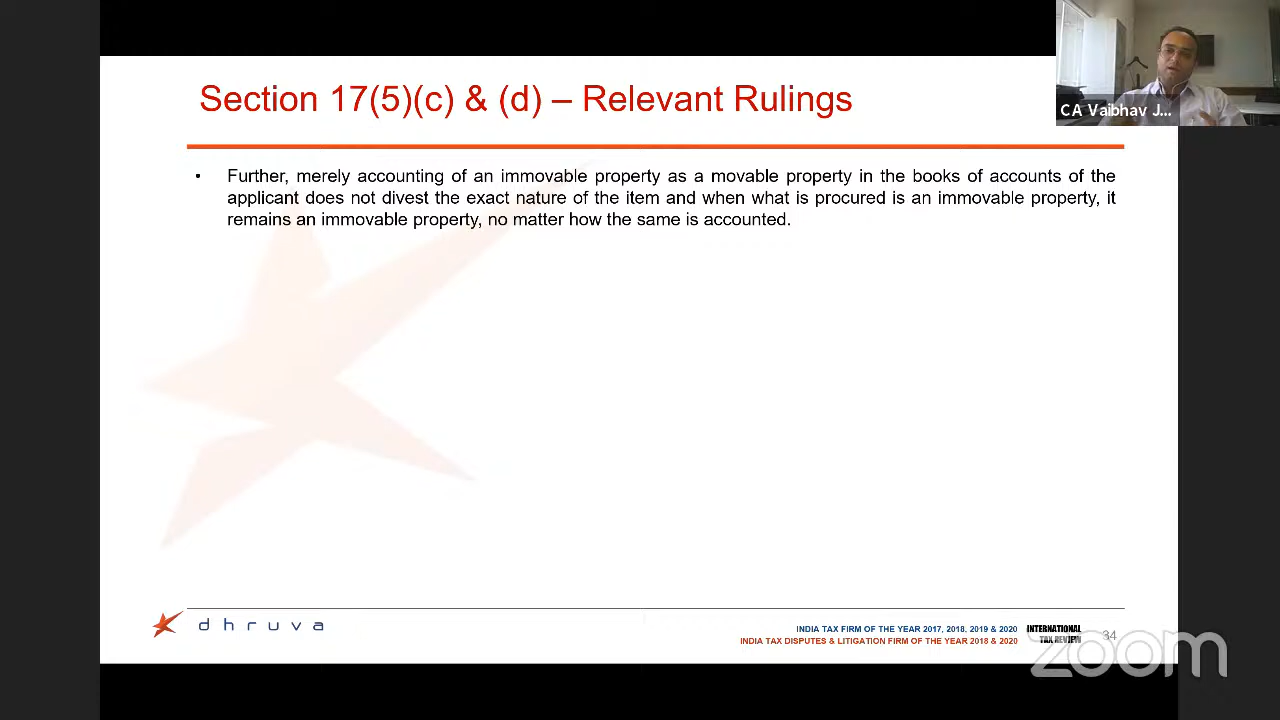 Section 17(5)(c) & (d) – Relevant Rulings
CA Vaibhav J...
• Further, merely accounting of an immovable property as a movable property in the books of accounts of the
applicant does not divest the exact nature of the item and when what is procured is an immovable property, it
remains an immovable property, no matter how the same is accounted.
dhruva
INDIA TAX FIRM OF THE YEAR 2017, 2018, 2019 & 2020
INDIA TAX DISPUTES & LITIGATION FIRM OF THE YEAR 2018 & 2020
INTERNATIONAL
TAX REVIEW
34
zoom